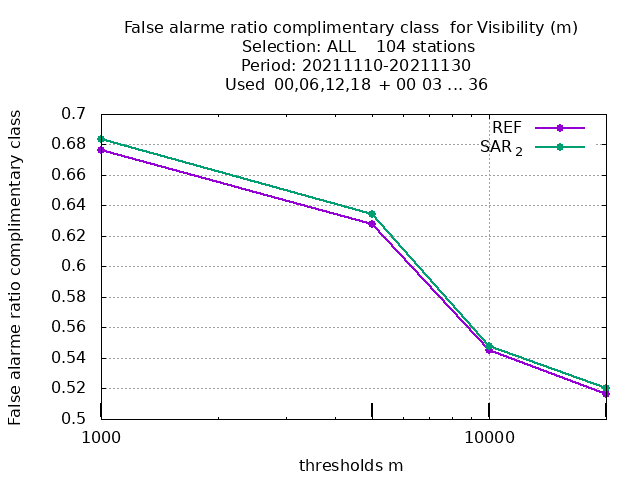 False alarme ratio complimentary class  for Visibility (m)
Selection: ALL    104 stations
Period: 20211110-20211130
Used  00,06,12,18 + 00 03 ... 36
False alarme ratio complimentary class
0.7
0.68
0.66
0.64
0.62
0.6
0.58
0.56
0.54
0.52
0.5
REF
SAR 2
1000
10000
thresholds m